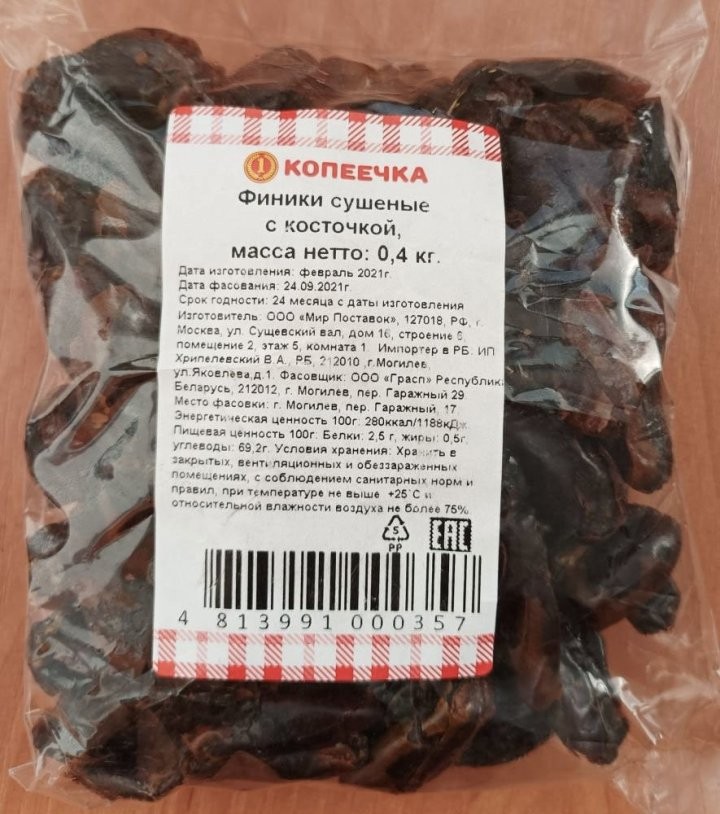 1 КОПЕЕЧКА
Финики сушеные
с косточкой,
масса нетто: 0,4 кг.
Дата изготовления: февраль 2021г.
Дата фасования: 24.09.2021г.
Срок годности: 24 месяца с даты изготовления
Изготовитель: ООО «Мир Поставок», 127018, РФ, г.
Москва, ул. Сущевский вал, дом 16, строение
помещение 2, этаж 5, комната 1. Импортер в РБ: ИП
Хрипелевский В.А., РБ, 212010 ,г.Могилев,
ул.Яковлева,д.1. Фасовщик: ООО «Грасп» Республика
Беларусь, 212012, г. Могилев, пер. Гаражный 29
Место фасовки: г. Могилев, пер. Гаражный, 17
Энергетическая ценность 100г: 280ккал/1188кДж
Пищевая ценность 100г: Белки: 2,5 г, жиры: 0,5г,
углеводы: 69,2г. Условия хранения: Хранить в
закрытых, вентиляционных и обеззараженных
помещениях, с соблюдением санитарных норм и
правил, при температуре не выше +25˚С и
относительной влажности воздуха не более 75%.
5
PP
EAC
4 813991 000357